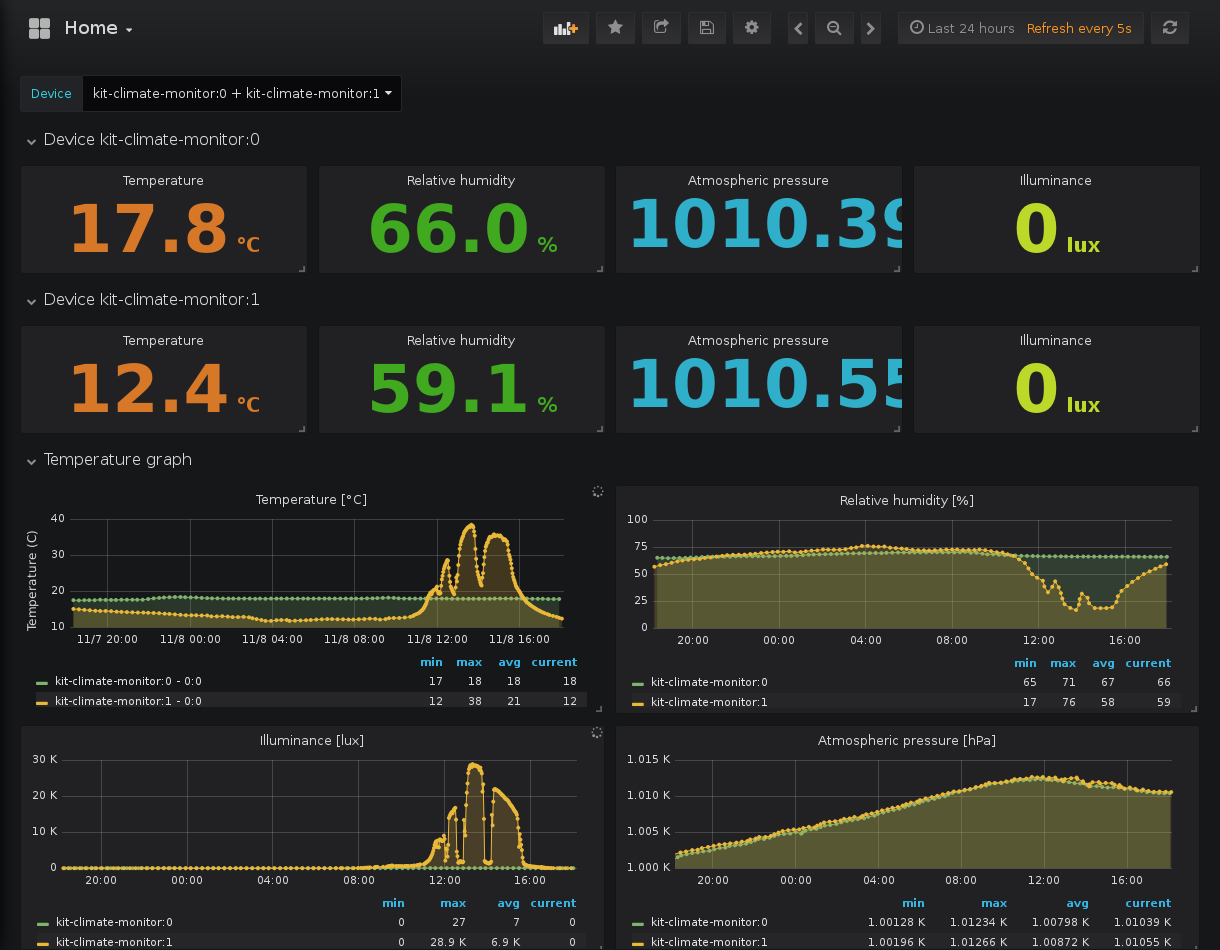 Home
Last 24 hours Refresh every 5s
Device kit-climate-monitor:0 + kit-climate-monitor:1
Device kit-climate-monitor:0
Temperature Relative humidity Atmospheric pressure Illuminance
17.8 °C 66.0 % 1010.39 0 lux
Device kit-climate-monitor:1
Temperature Relative humidity Atmospheric pressure Illuminance
12.4 °C 59.1 % 1010.55 0 lux
Temperature graph
Temperature [°C]
Temperature (C)
40
30
20
10
11/7 20:00 11/8 00:00 11/8 04:00 11/8 08:00 11/8 12:00 11/8 16:00
min max avg current
kit-climate-monitor:0 - 0:0 17 18 18 18
kit-climate-monitor:1 - 0:0 12 38 21 12
Relative humidity [%]
100
75
50
25
0
20:00 00:00 04:00 08:00 12:00 16:00
min max avg current
kit-climate-monitor:0 65 71 67 66
kit-climate-monitor:1 17 76 58 59
Illuminance [lux]
30 K
20 K
10 K
0
20:00 00:00 04:00 08:00 12:00 16:00
min max avg current
kit-climate-monitor:0 0 27 7 0
kit-climate-monitor:1 0 28.9 K 6.9 K 0
Atmospheric pressure [hPa]
1.015 K
1.010 K
1.005 K
1.000 K
20:00 00:00 04:00 08:00 12:00 16:00
min max avg current
kit-climate-monitor:0 1.00128 K 1.01234 K 1.00798 K 1.01039 K
kit-climate-monitor:1 1.00196 K 1.01266 K 1.00872 K 1.01055 K